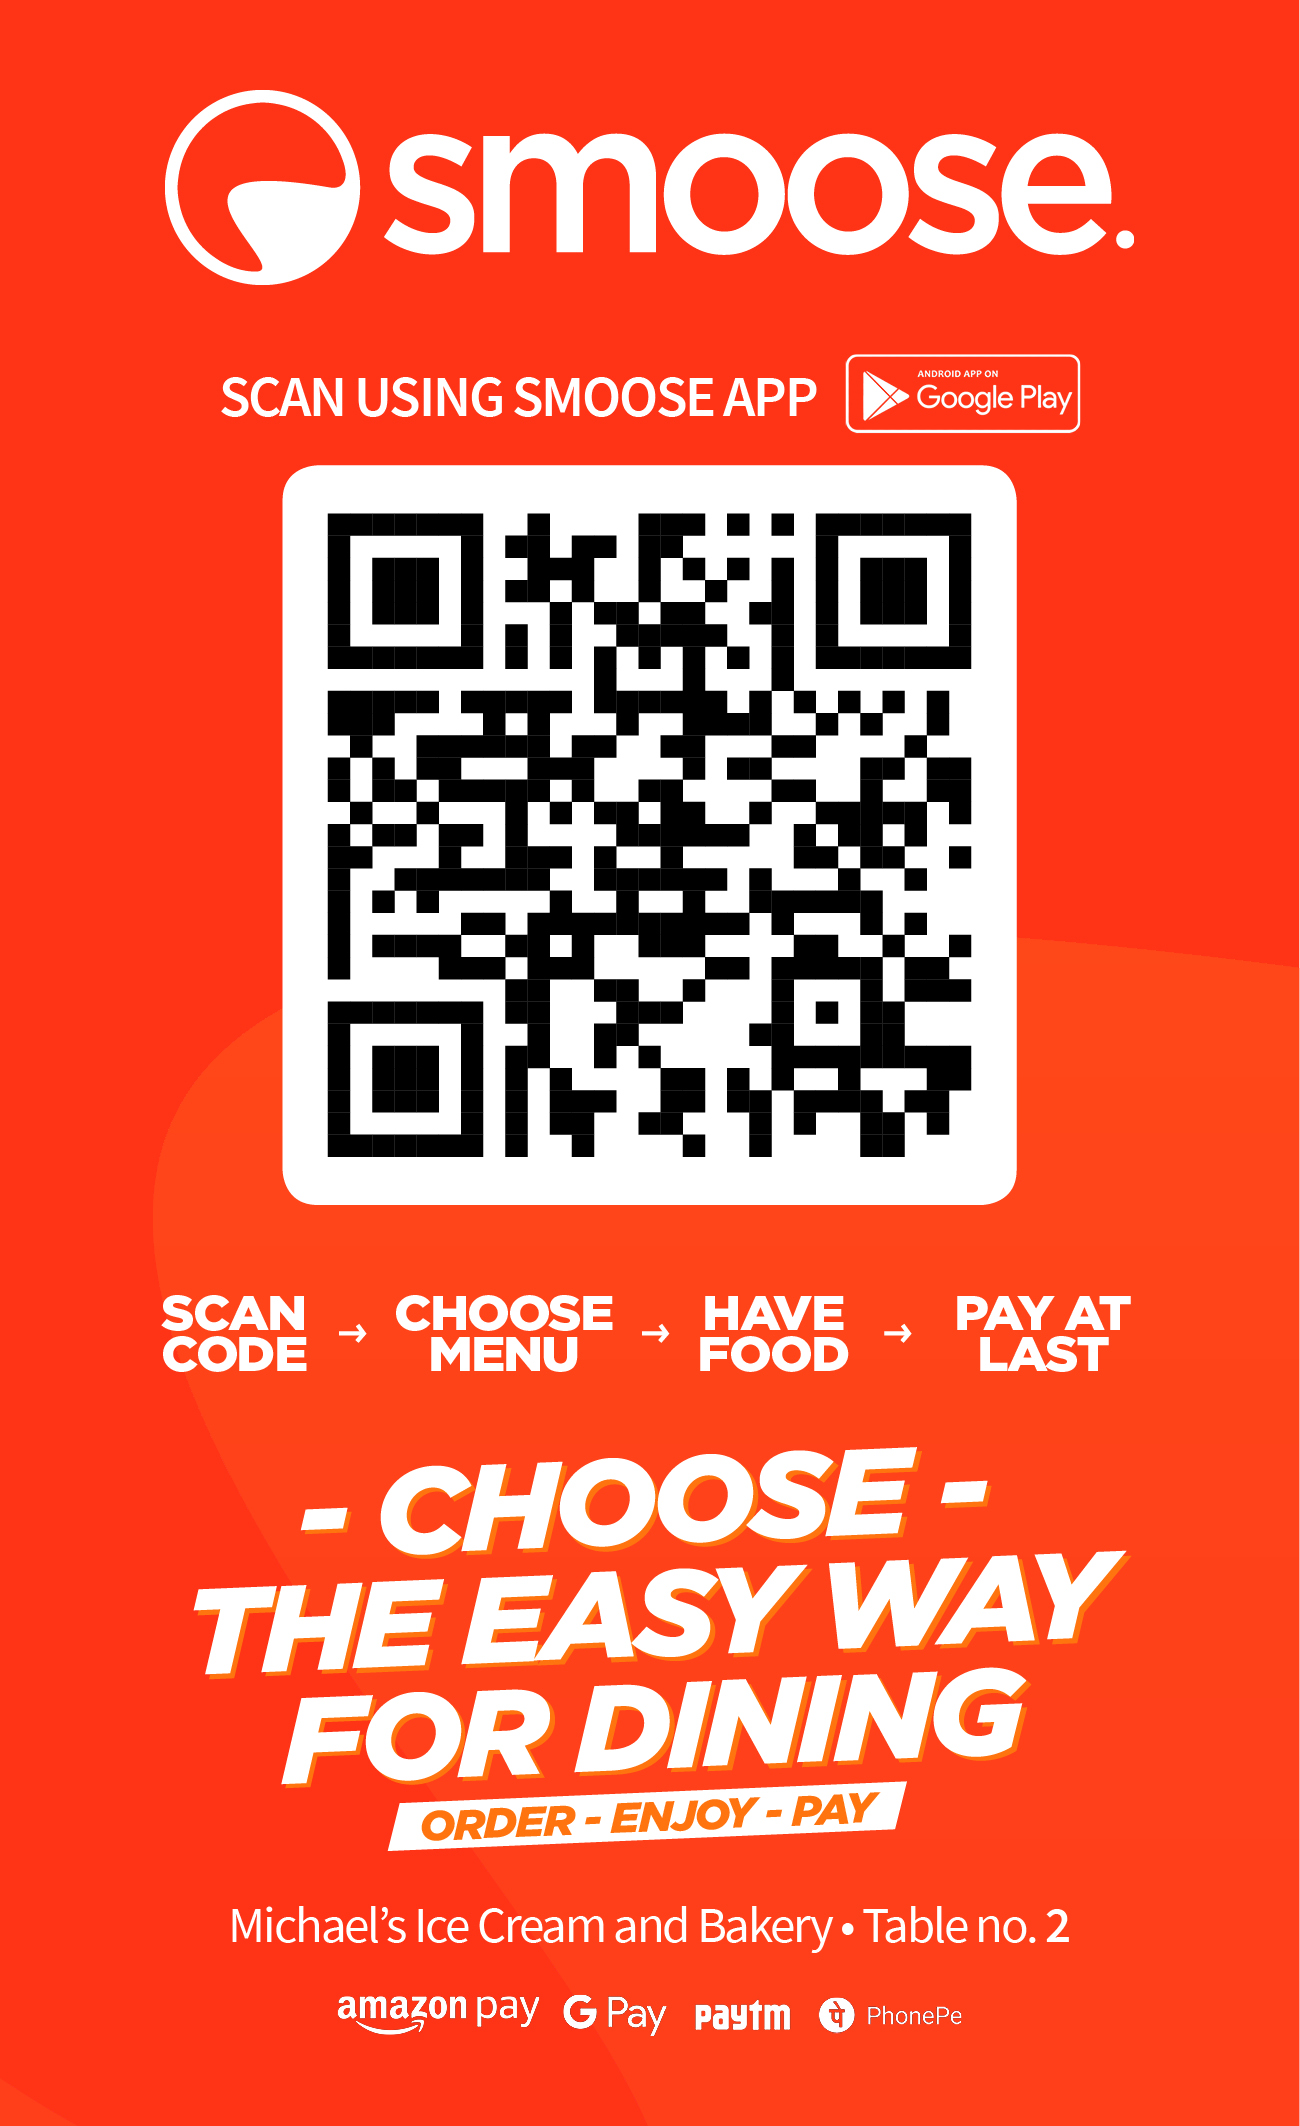 smoose.
SCAN USING SMOOSE APP
ANDROID APP ON
Google Play
SCAN CODE → CHOOSE MENU → HAVE FOOD → PAY AT LAST
- CHOOSE -
THE EASY WAY
FOR DINING
ORDER - ENJOY - PAY
Michael’s Ice Cream and Bakery • Table no. 2
amazon pay G Pay paytm पे PhonePe